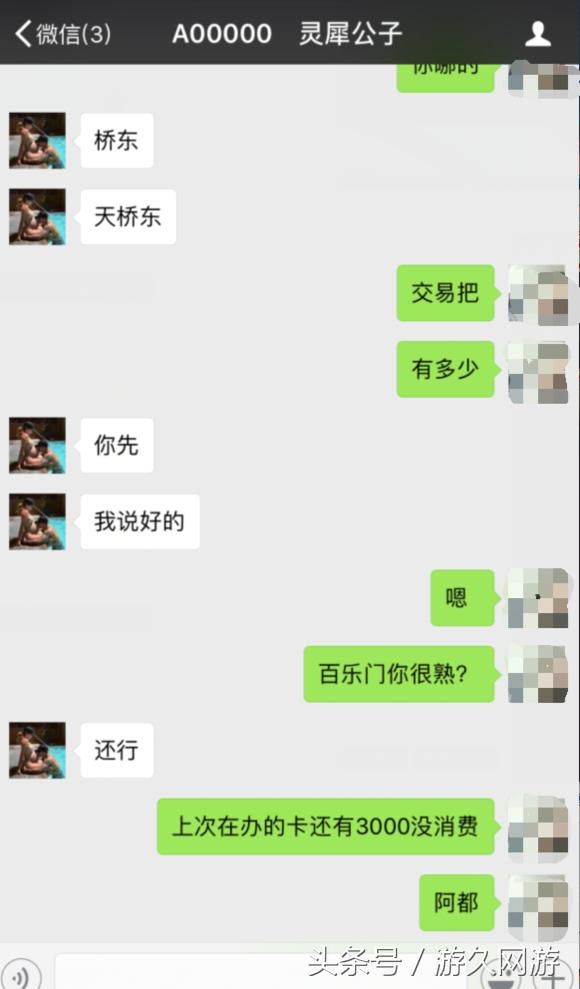 微信(3)
A00000 灵犀公子
你哪的
桥东
天桥东
交易把
有多少
你先
我说好的
嗯
百乐门你很熟?
还行
上次在办的卡还有3000没消费
阿都
头条号 / 游久网游